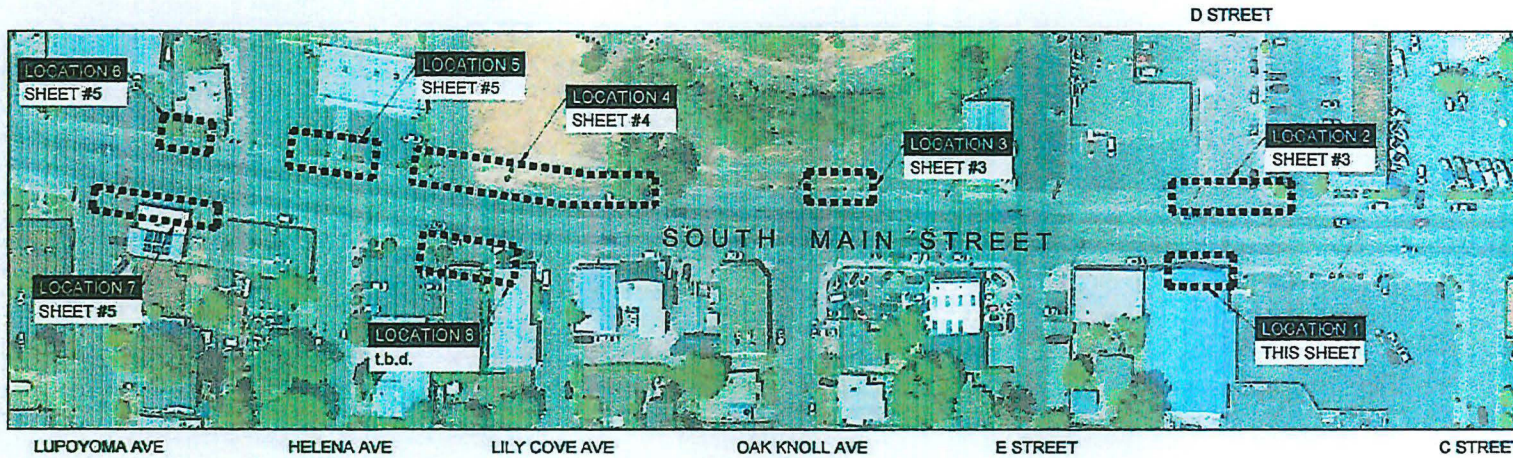 D STREET
LOCATION 6
SHEET #5
LOCATION 5
SHEET #5
LOCATION 4
SHEET #4
LOCATION 3
SHEET #3
LOCATION 2
SHEET #3
SOUTH MAIN STREET
LOCATION 7
SHEET #5
LOCATION 8
t.b.d.
LOCATION 1
THIS SHEET
LUPOYOMA AVE
HELENA AVE
LILY COVE AVE
OAK KNOLL AVE
E STREET
C STREE